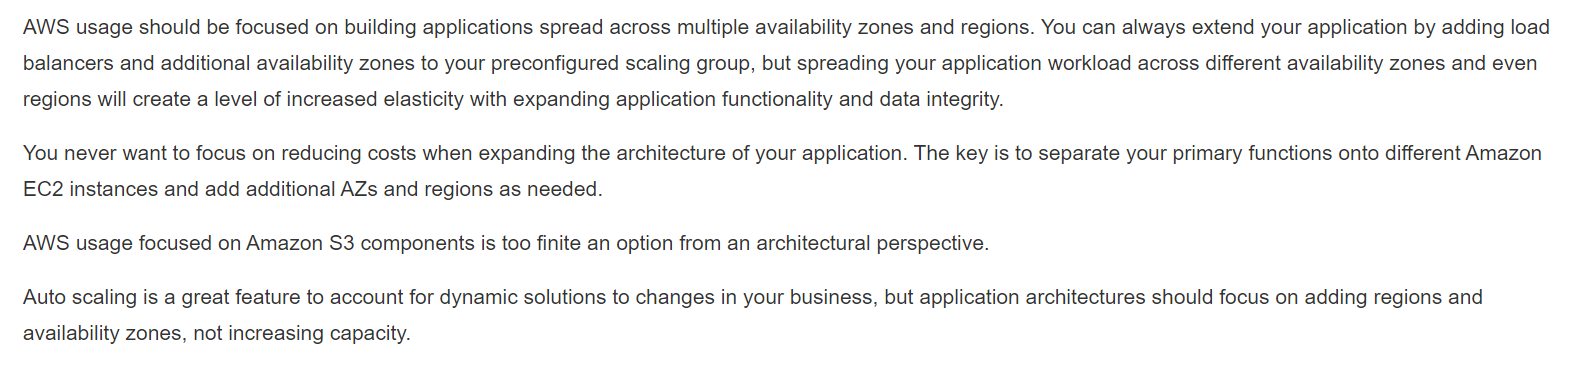 AWS usage should be focused on building applications spread across multiple availability zones and regions. You can always extend your application by adding load
balancers and additional availability zones to your preconfigured scaling group, but spreading your application workload across different availability zones and even
regions will create a level of increased elasticity with expanding application functionality and data integrity.
You never want to focus on reducing costs when expanding the architecture of your application. The key is to separate your primary functions onto different Amazon
EC2 instances and add additional AZs and regions as needed.
AWS usage focused on Amazon S3 components is too finite an option from an architectural perspective.
Auto scaling is a great feature to account for dynamic solutions to changes in your business, but application architectures should focus on adding regions and
availability zones, not increasing capacity.